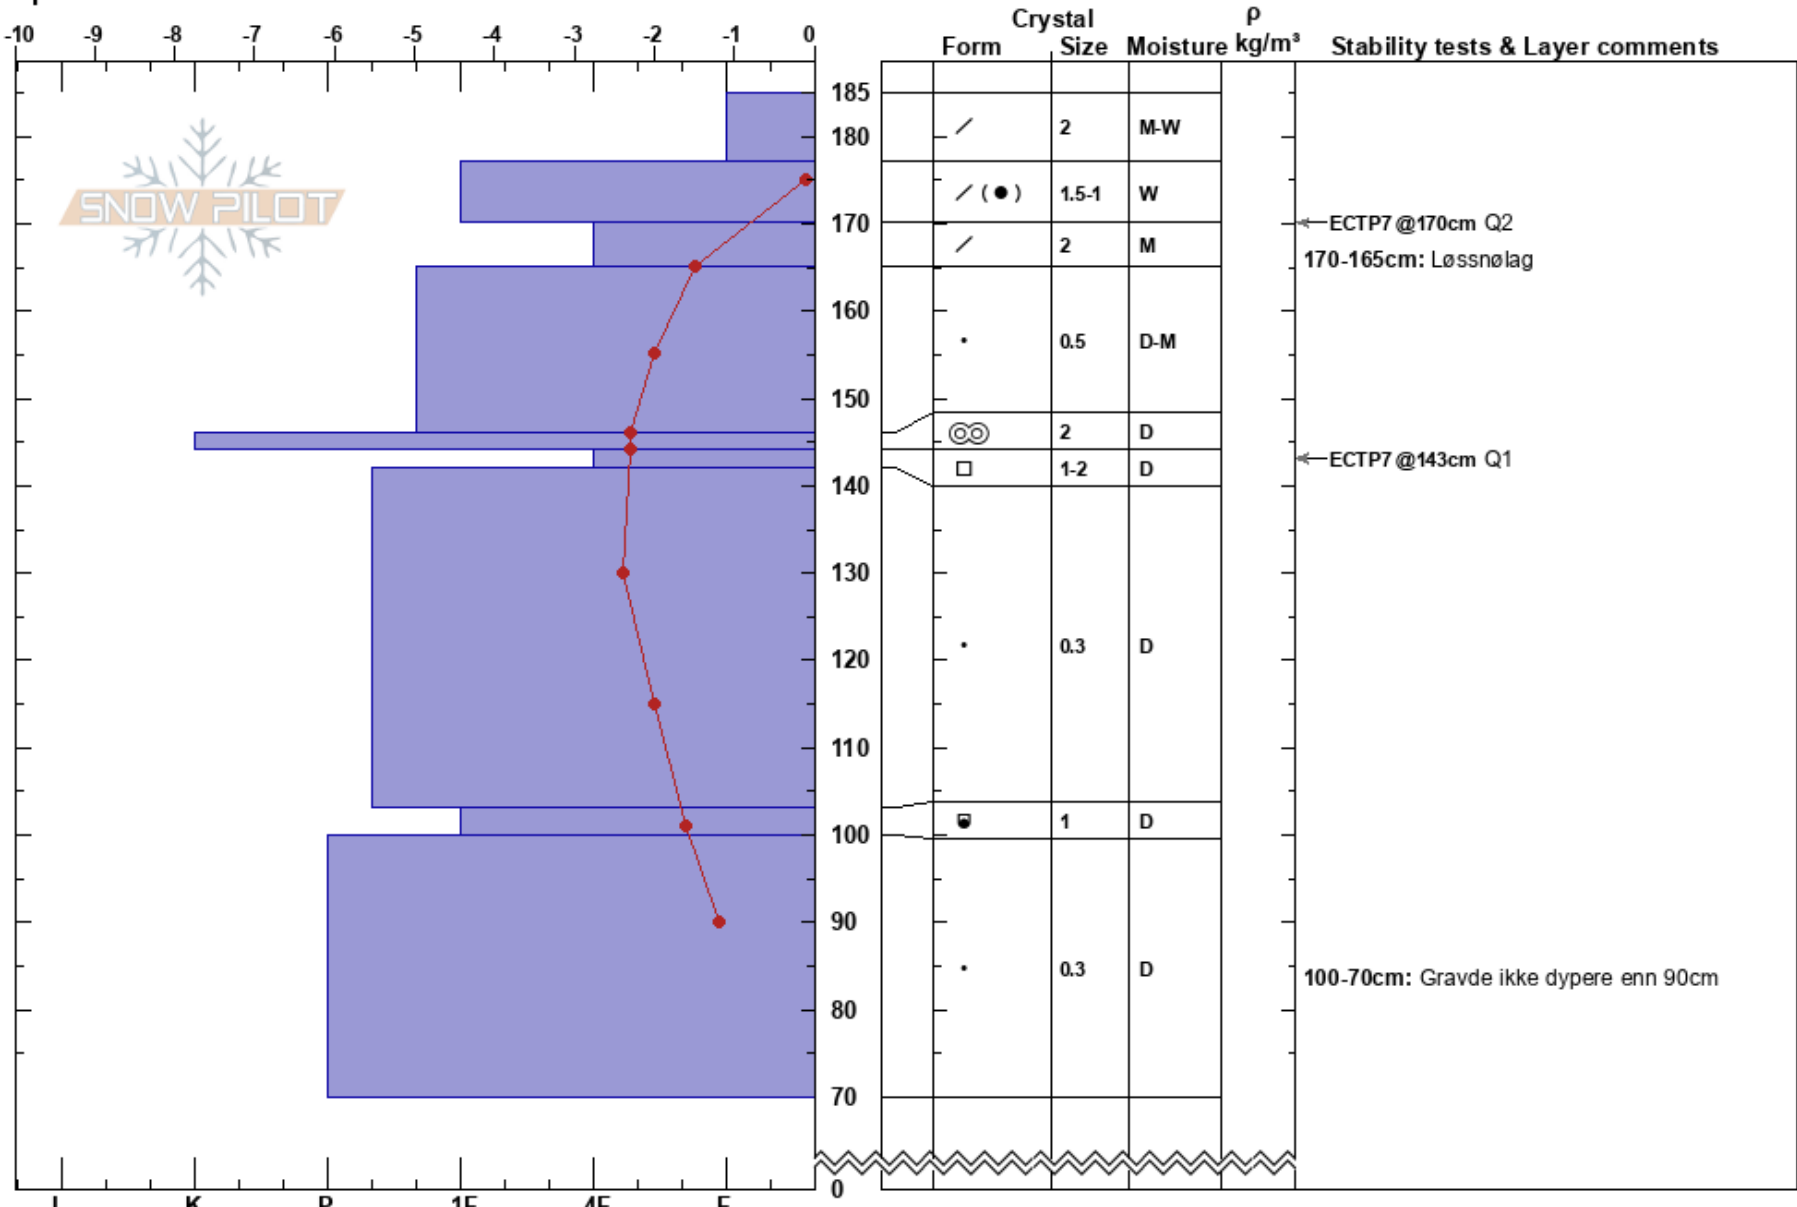 Crystal ρ
-10 -9 -8 -7 -6 -5 -4 -3 -2 -1 0 Form Size Moisture kg/m³ Stability tests & Layer comments
185
180 2 M-W
SNOW PILOT 1.5-1 W
170 ECTP7 @170cm Q2
2 M
170-165cm: Løssnølag
160
0.5 D-M
150
2 D
ECTP7 @143cm Q1
1-2 D
140
130
120 0.3 D
110
100 1 D
90
0.3 D
100-70cm: Gravde ikke dypere enn 90cm
80
70
0
I K P 1F 4F F